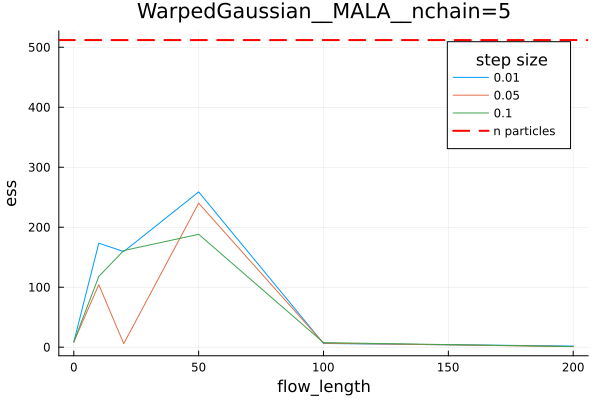 WarpedGaussian__MALA__nchain=5
ess
500
400
300
200
100
0
step size
0.01
0.05
0.1
n particles
0 50 100 150 200
flow_length